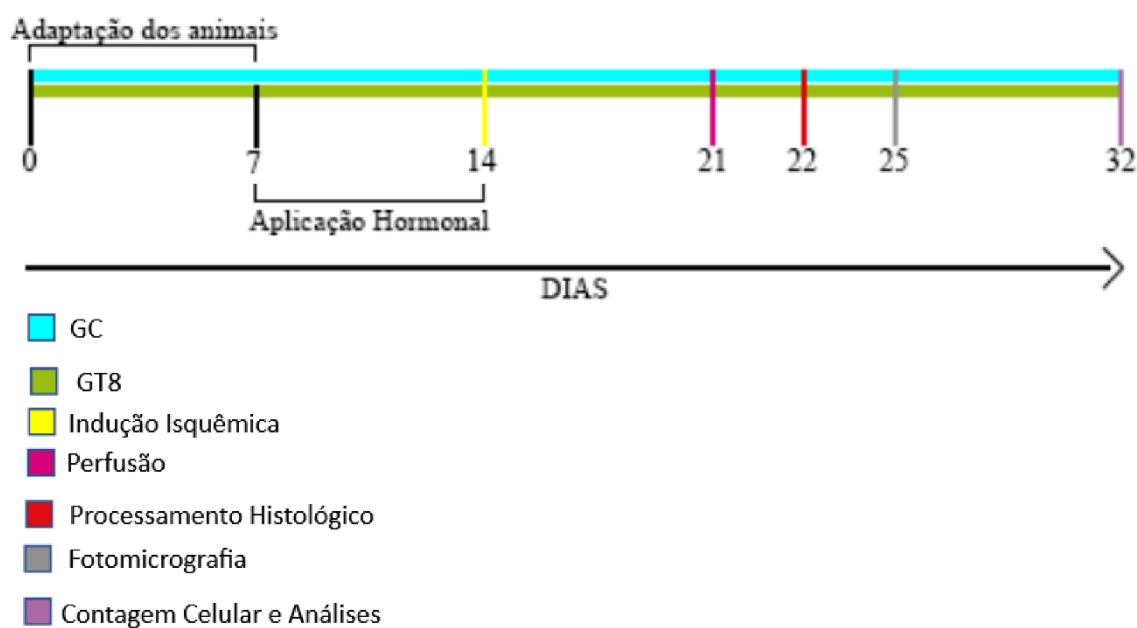 Adaptação dos animais
0 7 14 21 22 25 32
Aplicação Hormonal
DIAS
GC
GT8
Indução Isquêmica
Perfusão
Processamento Histológico
Fotomicrografia
Contagem Celular e Análises